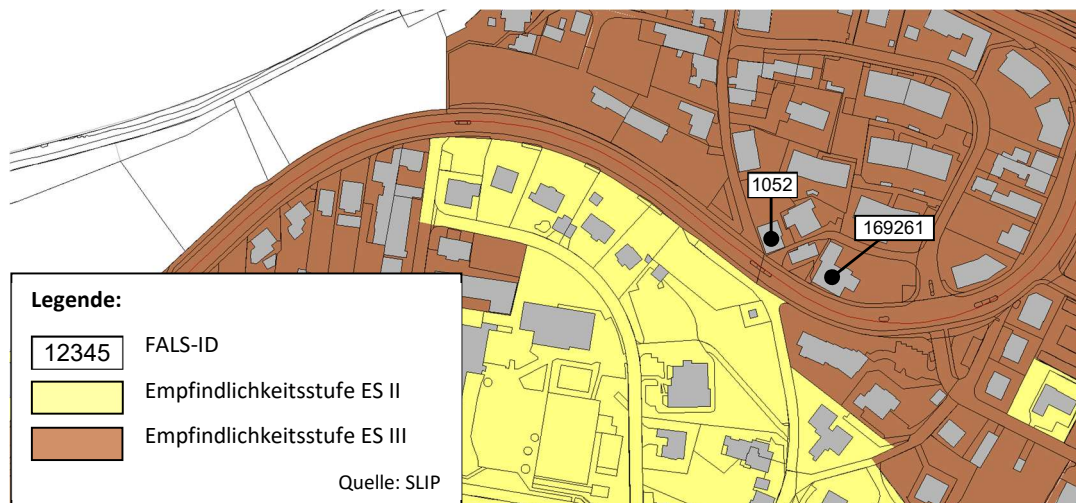 1052
169261
Legende:
12345 FALS-ID
Empfindlichkeitsstufe ES II
Empfindlichkeitsstufe ES III
Quelle: SLIP